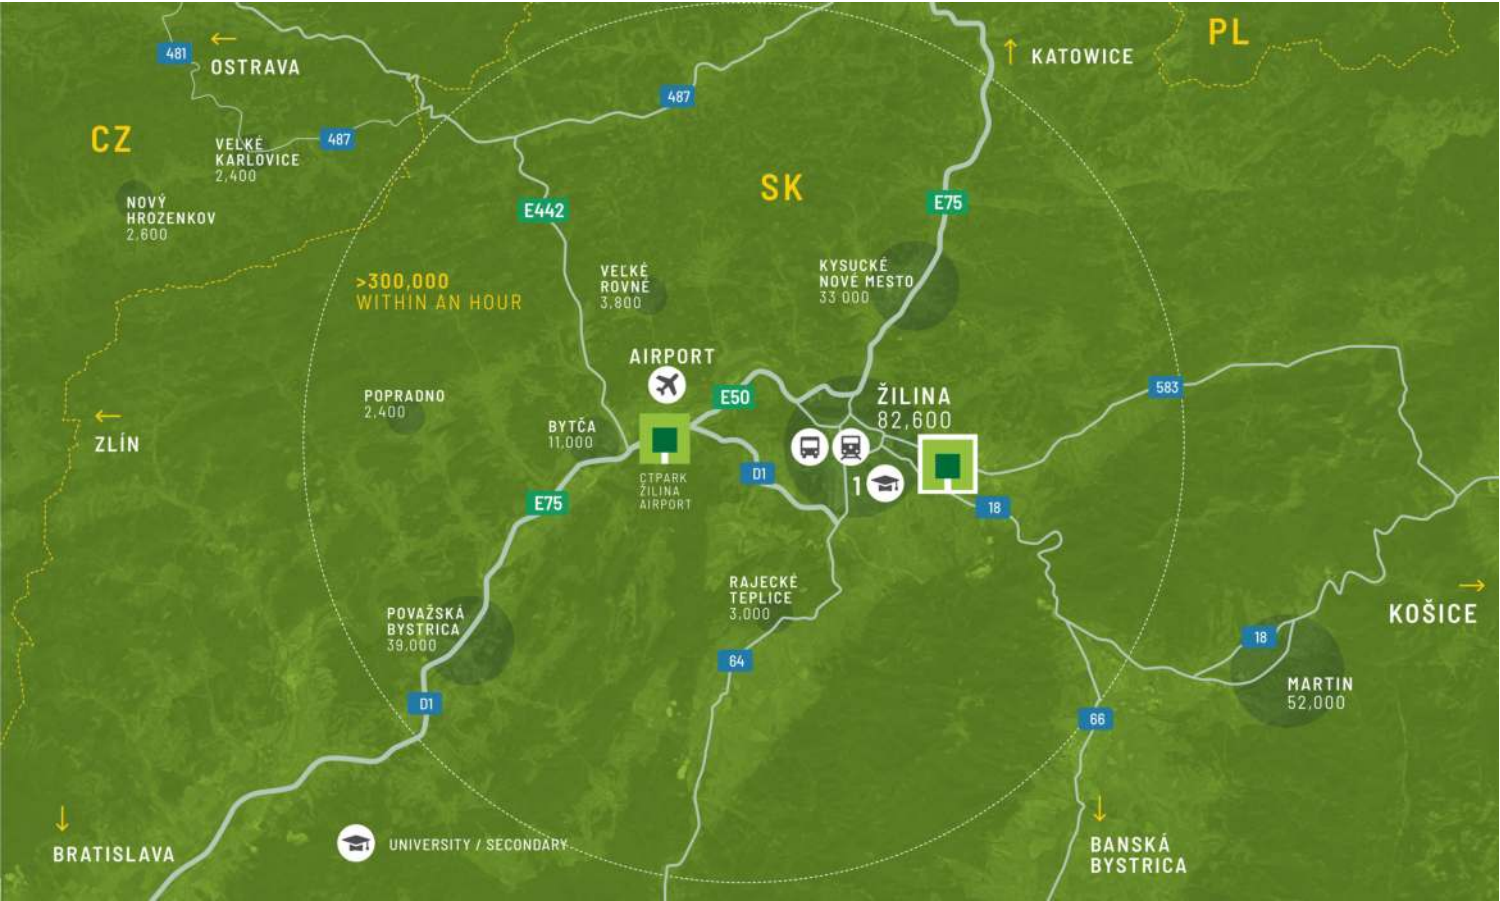 PL
481
OSTRAVA
KATOWICE
487
CZ
487
VELKÉ
KARLOVICE
2,400
SK
NOVÝ
HROZENKOV
2,600
E442
E75
>300,000
WITHIN AN HOUR
VEĽKÉ
ROVNÉ
3,800
KYSUCKÉ
NOVÉ MESTO
33 000
AIRPORT
583
POPRADNO
2,400
E50
ŽILINA
82,600
BYTČA
11,000
ZLÍN
CTPARK
ŽILINA
AIRPORT
D1
1
E75
18
RAJECKÉ
TEPLICE
3,000
POVAŽSKÁ
BYSTRICA
39,000
KOŠICE
18
64
MARTIN
52,000
D1
66
BRATISLAVA
UNIVERSITY / SECONDARY
BANSKÁ
BYSTRICA